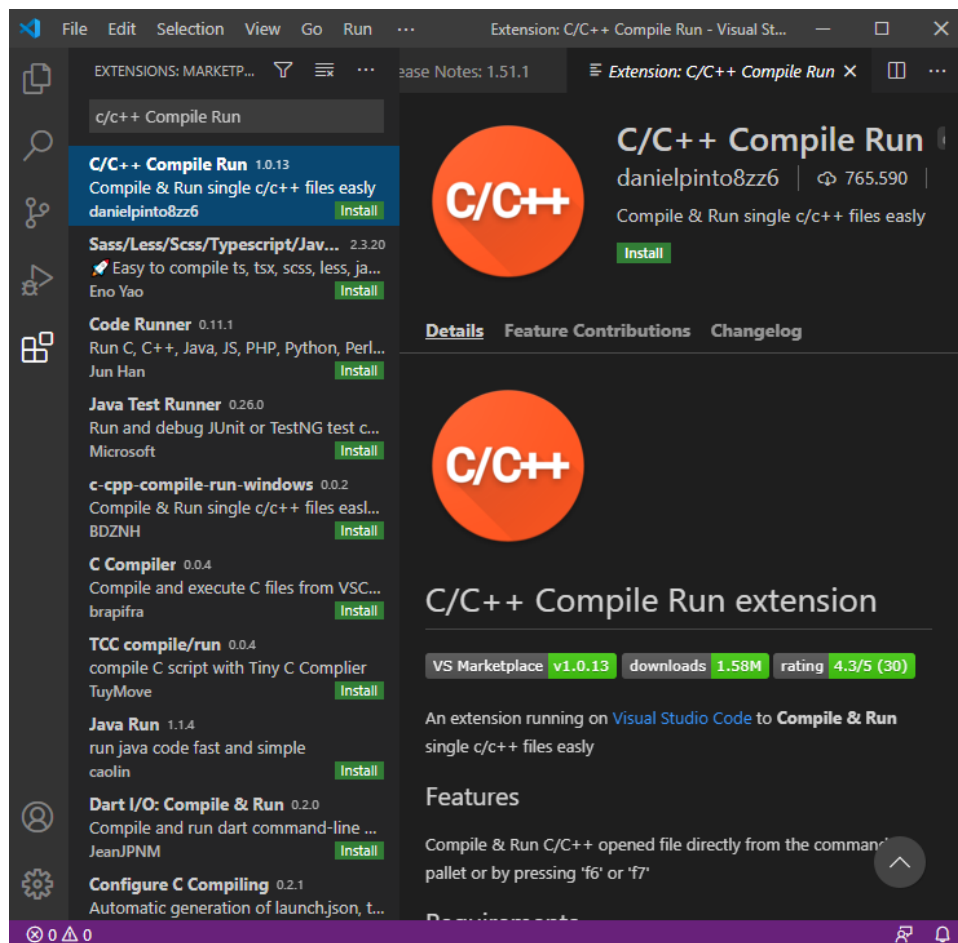 File Edit Selection View Go Run ··· Extension: C/C++ Compile Run - Visual St...
EXTENSIONS: MARKETP...
c/c++ Compile Run
C/C++ Compile Run 1.0.13
Compile & Run single c/c++ files easly
danielpinto8zz6 Install
Sass/Less/Scss/Typescript/Jav... 2.3.20
🚀Easy to compile ts, tsx, scss, less, ja...
Eno Yao Install
Code Runner 0.11.1
Run C, C++, Java, JS, PHP, Python, Perl...
Jun Han Install
Java Test Runner 0.26.0
Run and debug JUnit or TestNG test c...
Microsoft Install
c-cpp-compile-run-windows 0.0.2
Compile & Run single c/c++ files easl...
BDZNH Install
C Compiler 0.0.4
Compile and execute C files from VSC...
brapifra Install
TCC compile/run 0.0.4
compile C script with Tiny C Complier
TuyMove Install
Java Run 1.1.4
run java code fast and simple
caolin Install
Dart I/O: Compile & Run 0.2.0
Compile and run dart command-line ...
JeanJPNM Install
Configure C Compiling 0.2.1
Automatic generation of launch.json, t...
ease Notes: 1.51.1 Extension: C/C++ Compile Run
C/C++
C/C++ Compile Run
danielpinto8zz6 | 765.590 |
Compile & Run single c/c++ files easly
Install
Details Feature Contributions Changelog
C/C++
C/C++ Compile Run extension
VS Marketplace v1.0.13 downloads 1.58M rating 4.3/5 (30)
An extension running on Visual Studio Code to Compile & Run
single c/c++ files easly
Features
Compile & Run C/C++ opened file directly from the command
pallet or by pressing 'f6' or 'f7'
0 0